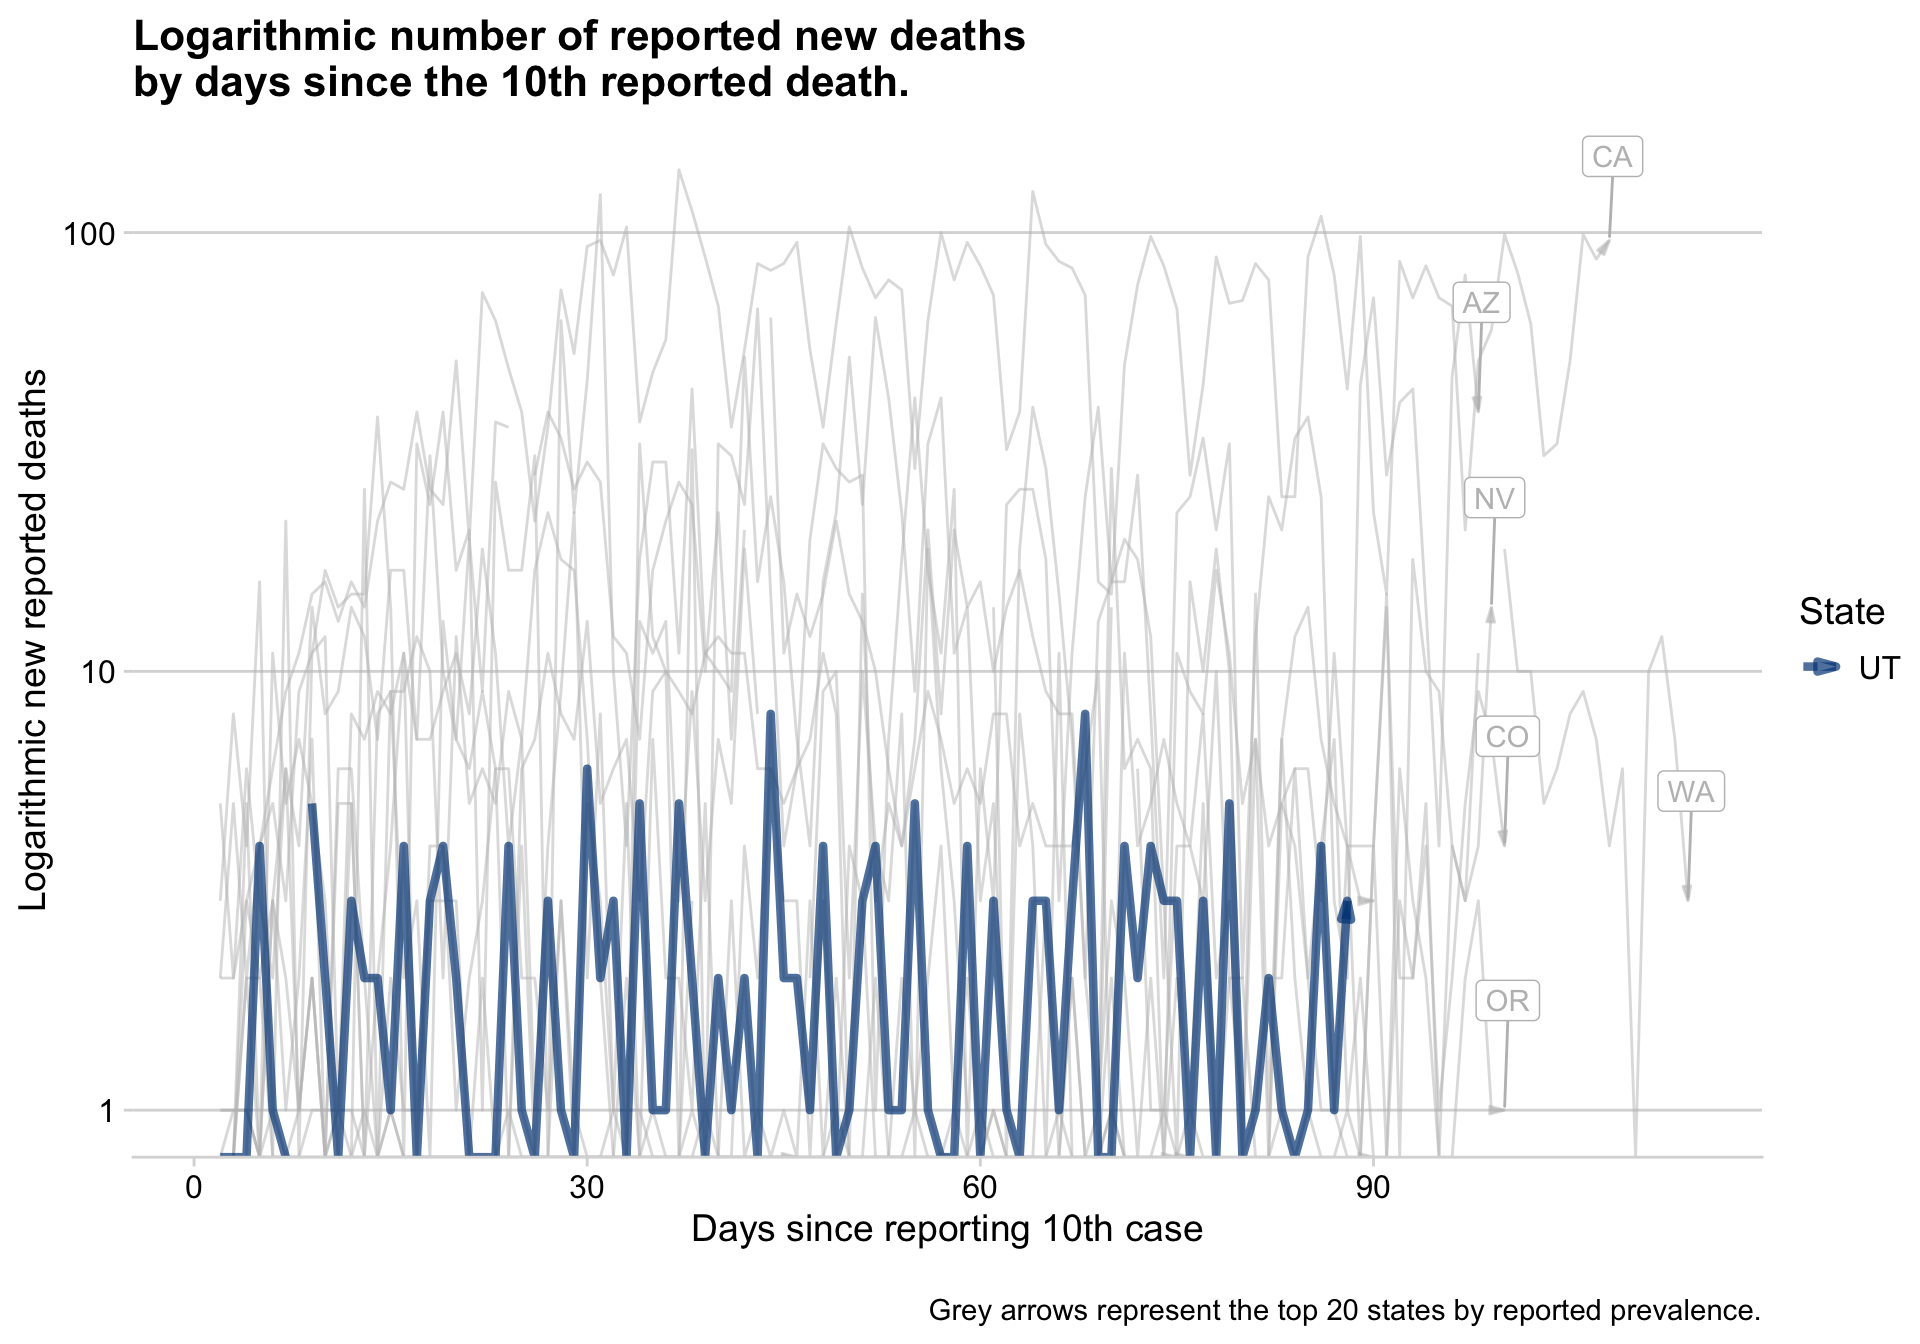 Logarithmic number of reported new deaths
by days since the 10th reported death.
Logarithmic new reported deaths
100
10
1
CA
AZ
NV
CO
WA
OR
State
UT
0
30
60
90
Days since reporting 10th case
Grey arrows represent the top 20 states by reported prevalence.